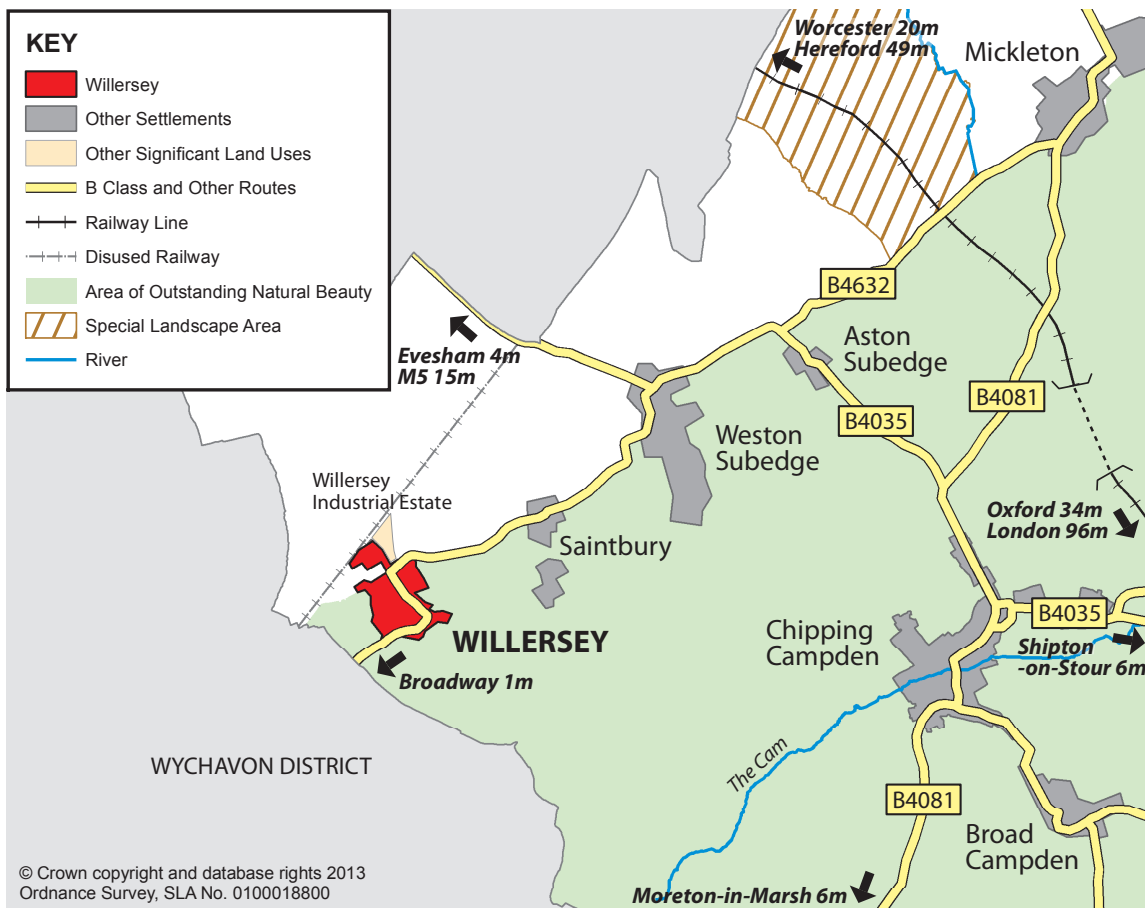 KEY
Willersey
Other Settlements
Other Significant Land Uses
B Class and Other Routes
Railway Line
Disused Railway
Area of Outstanding Natural Beauty
Special Landscape Area
River
Worcester 20m
Hereford 49m
Mickleton
B4632
Evesham 4m
M5 15m
Aston
Subedge
B4081
B4035
Weston
Subedge
Willersey
Industrial Estate
Oxford 34m
London 96m
Saintbury
B4035
WILLERSEY
Chipping
Campden
Shipton
-on-Stour 6m
Broadway 1m
The Cam
WYCHAVON DISTRICT
B4081
Broad
Campden
© Crown copyright and database rights 2013
Ordnance Survey, SLA No. 0100018800
Moreton-in-Marsh 6m